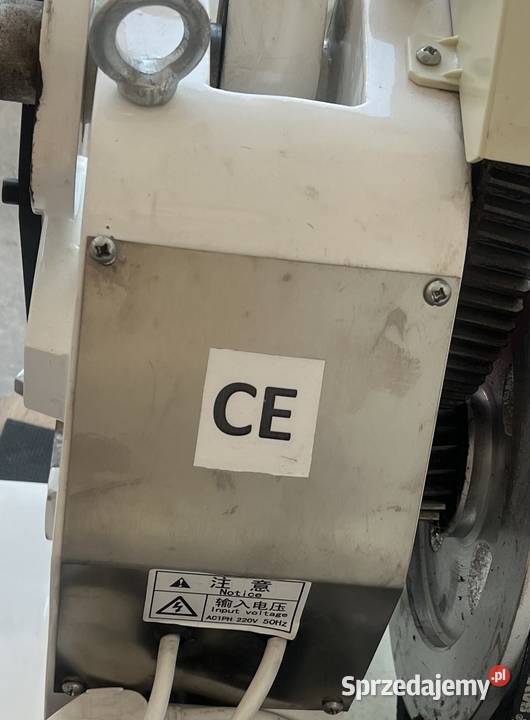 CE
注 意
Notice
输入电压
Input voltage
AC1PH 220V 50HZ
Sprzedajemy.pl